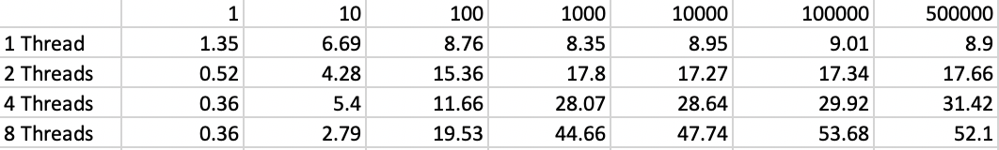 1 10 100 1000 10000 100000 500000
1 Thread 1.35 6.69 8.76 8.35 8.95 9.01 8.9
2 Threads 0.52 4.28 15.36 17.8 17.27 17.34 17.66
4 Threads 0.36 5.4 11.66 28.07 28.64 29.92 31.42
8 Threads 0.36 2.79 19.53 44.66 47.74 53.68 52.1